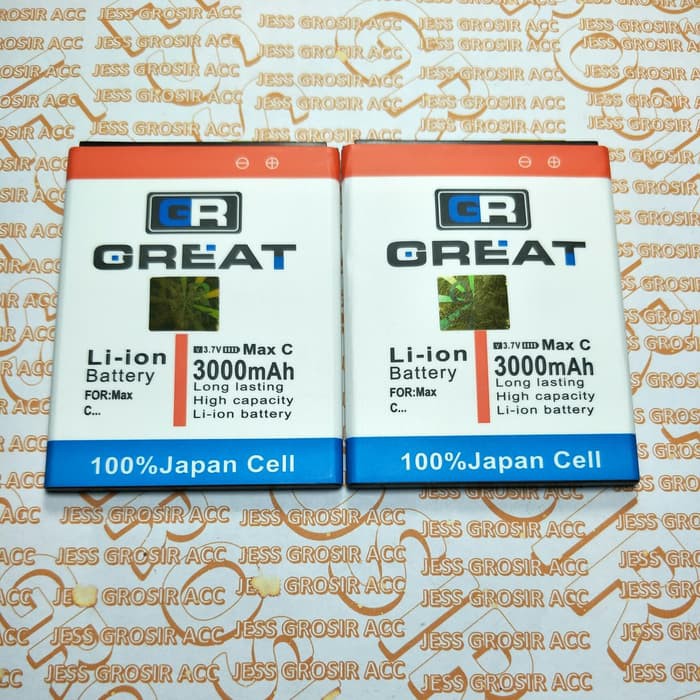 GR
GREAT
Li-ion
Battery
FOR:Max
C...
V 3.7V Max C
3000mAh
Long lasting
High capacity
Li-ion battery
100%Japan Cell
GR
GREAT
Li-ion
Battery
FOR:Max
C...
V 3.7V Max C
3000mAh
Long lasting
High capacity
Li-ion battery
100%Japan Cell
JESS GROSIR ACC